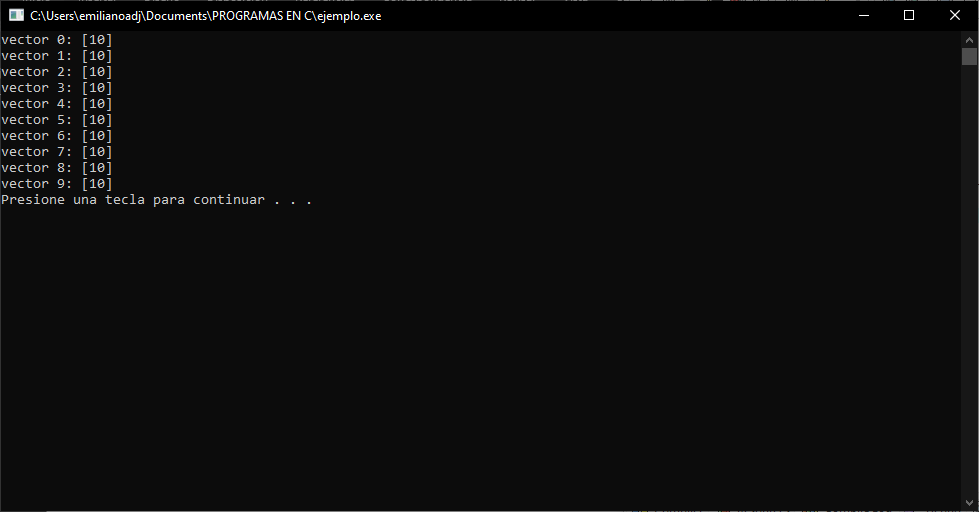 C:\Users\emilianoadj\Documents\PROGRAMAS EN C\ejemplo.exe
vector 0: [10]
vector 1: [10]
vector 2: [10]
vector 3: [10]
vector 4: [10]
vector 5: [10]
vector 6: [10]
vector 7: [10]
vector 8: [10]
vector 9: [10]
Presione una tecla para continuar . . .